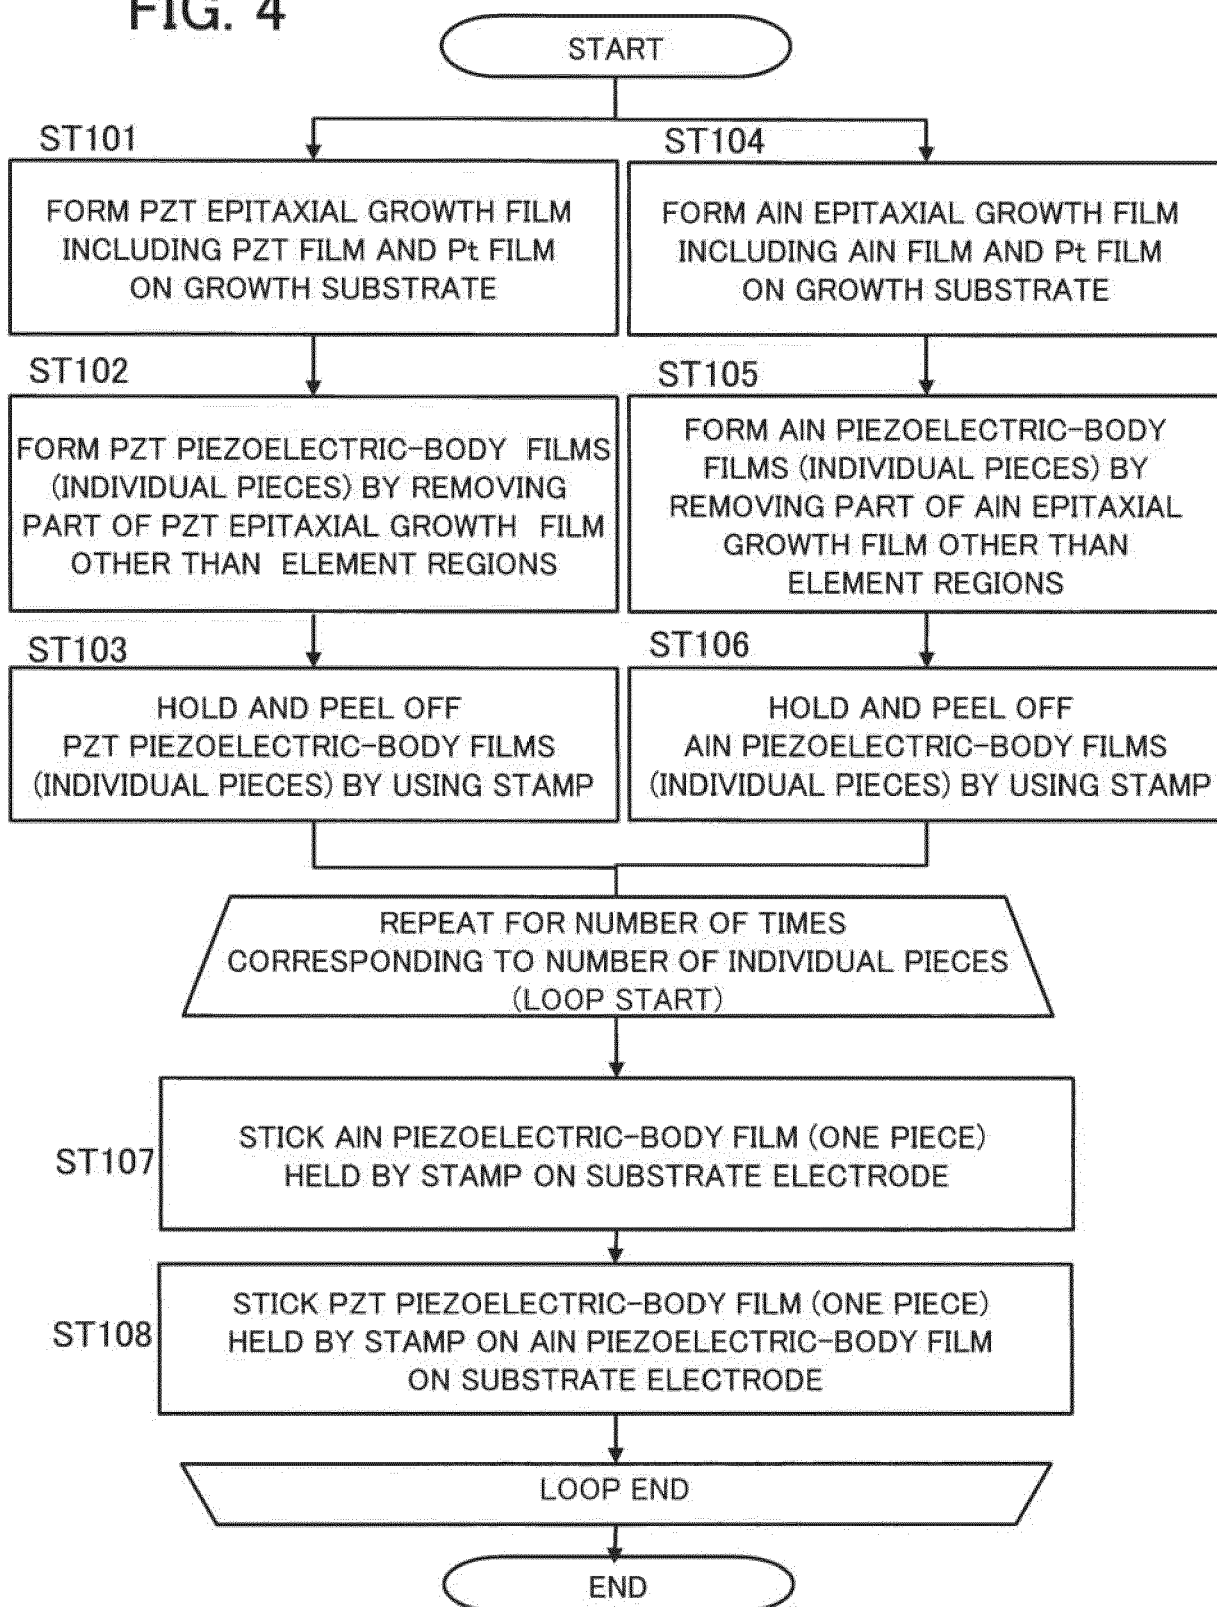 FIG. 4
START
ST101
FORM PZT EPITAXIAL GROWTH FILM
INCLUDING PZT FILM AND Pt FILM
ON GROWTH SUBSTRATE
ST102
FORM PZT PIEZOELECTRIC-BODY FILMS
(INDIVIDUAL PIECES) BY REMOVING
PART OF PZT EPITAXIAL GROWTH FILM
OTHER THAN ELEMENT REGIONS
ST103
HOLD AND PEEL OFF
PZT PIEZOELECTRIC-BODY FILMS
(INDIVIDUAL PIECES) BY USING STAMP
ST104
FORM AlN EPITAXIAL GROWTH FILM
INCLUDING AlN FILM AND Pt FILM
ON GROWTH SUBSTRATE
ST105
FORM AlN PIEZOELECTRIC-BODY
FILMS (INDIVIDUAL PIECES) BY
REMOVING PART OF AlN EPITAXIAL
GROWTH FILM OTHER THAN
ELEMENT REGIONS
ST106
HOLD AND PEEL OFF
AlN PIEZOELECTRIC-BODY FILMS
(INDIVIDUAL PIECES) BY USING STAMP
REPEAT FOR NUMBER OF TIMES
CORRESPONDING TO NUMBER OF INDIVIDUAL PIECES
(LOOP START)
ST107
STICK AlN PIEZOELECTRIC-BODY FILM (ONE PIECE)
HELD BY STAMP ON SUBSTRATE ELECTRODE
ST108
STICK PZT PIEZOELECTRIC-BODY FILM (ONE PIECE)
HELD BY STAMP ON AlN PIEZOELECTRIC-BODY FILM
ON SUBSTRATE ELECTRODE
LOOP END
END